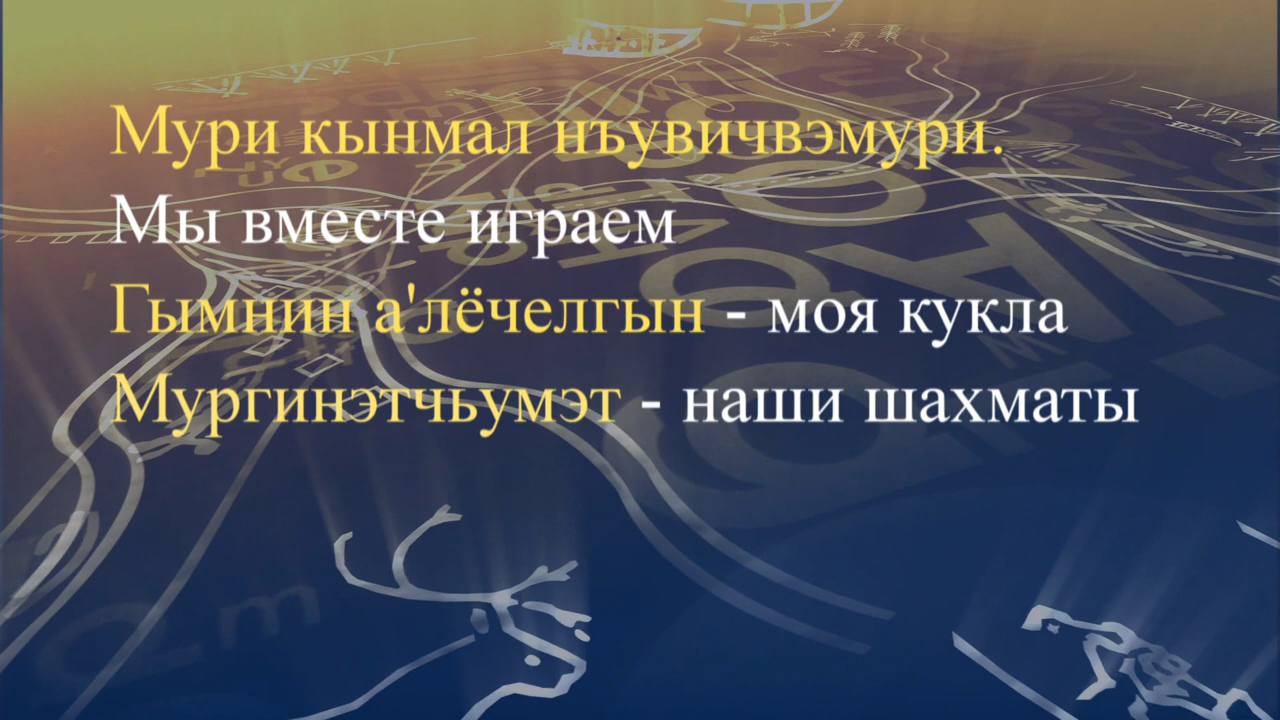 Мури кынмал нъувичвэмури.
Мы вместе играем
Гымнин а'лёчелгын - моя кукла
Мургинэтчьумэт - наши шахматы